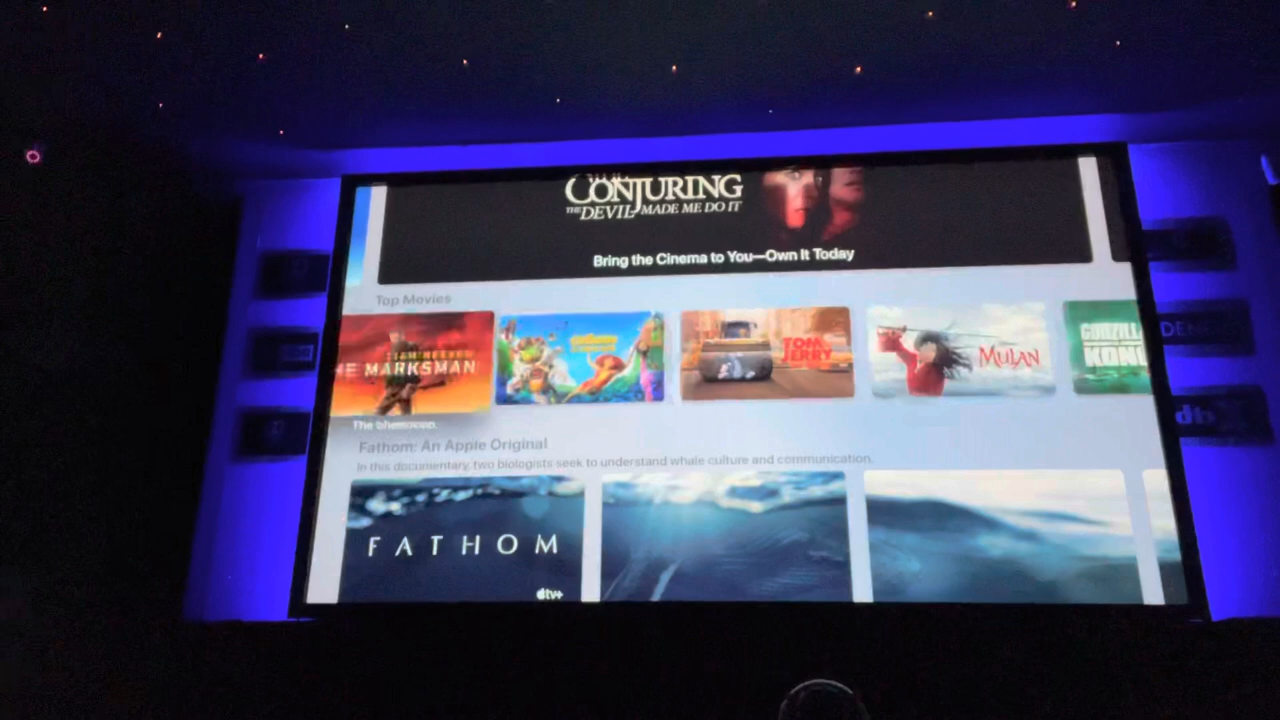 CONJURING
THE DEVIL MADE ME DO IT
Bring the Cinema to You—Own It Today
Top Movies
THE MARKSMAN
TOM
JERRY
MULAN
GODZILLA
KONG
DEN
Fathom: An Apple Original
In this documentary, two biologists seek to understand whale culture and communication.
FATHOM
tv+